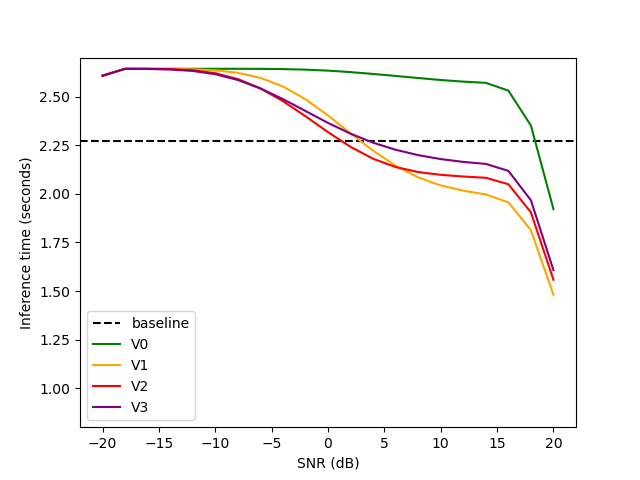 2.50
2.25
2.00
1.75
1.50
1.25
1.00
Inference time (seconds)
baseline
V0
V1
V2
V3
−20 −15 −10 −5 0 5 10 15 20
SNR (dB)